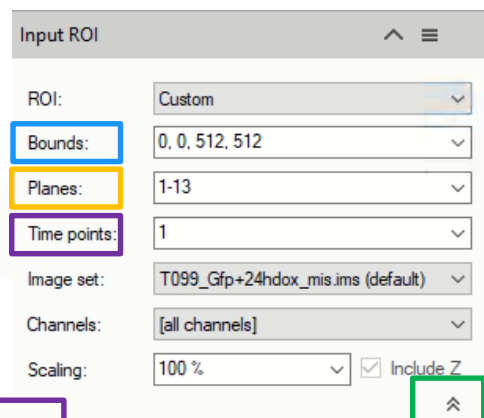 Input ROI
ROI: Custom
Bounds: 0, 0, 512, 512
Planes: 1-13
Time points: 1
Image set: T099_Gfp+24hdox_mis.ims (default)
Channels: [all channels]
Scaling: 100 % Include Z